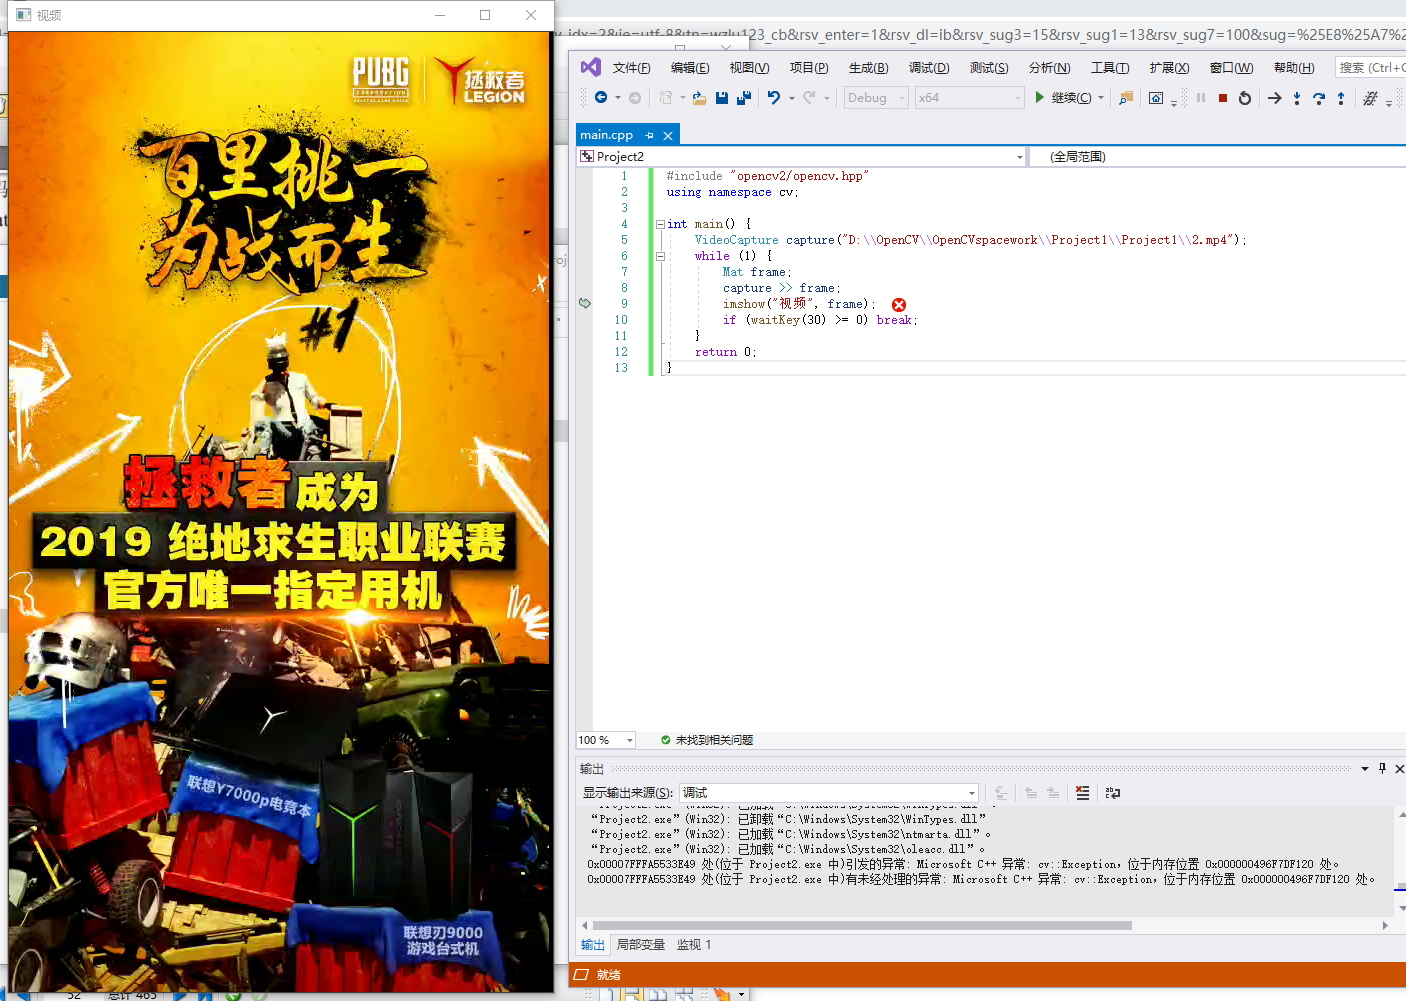 视频
v_idx=2&ie=utf-8&tn=wzlu123_cb&rsv_enter=1&rsv_dl=ib&rsv_sug3=15&rsv_sug1=13&rsv_sug7=100&sug=%25E8%25A7%2
PUBG
拯救者
LEGION
百里挑一
为战而生
#1
拯救者成为
2019 绝地求生职业联赛
官方唯一指定用机
联想Y7000p电竞本
联想刃9000
游戏台式机
52 总计 465
文件(F) 编辑(E) 视图(V) 项目(P) 生成(B) 调试(D) 测试(S) 分析(N) 工具(T) 扩展(X) 窗口(W) 帮助(H) 搜索 (Ctrl+
Debug x64 继续(C)
main.cpp
Project2 (全局范围)
1 #include "opencv2/opencv.hpp"
2 using namespace cv;
3
4 int main() {
5 VideoCapture capture("D:\\OpenCV\\OpenCVspacework\\Project1\\Project1\\2.mp4");
6 while (1) {
7 Mat frame;
8 capture >> frame;
9 imshow("视频", frame);
10 if (waitKey(30) >= 0) break;
11 }
12 return 0;
13 }
100 % 未找到相关问题
输出
显示输出来源(S): 调试
“Project2.exe”(Win32): 已加载“C:\Windows\System32\WinTypes.dll”。
“Project2.exe”(Win32): 已卸载“C:\Windows\System32\WinTypes.dll”
“Project2.exe”(Win32): 已加载“C:\Windows\System32\ntmarta.dll”。
“Project2.exe”(Win32): 已加载“C:\Windows\System32\oleacc.dll”。
0x00007FFFA5533E49 处(位于 Project2.exe 中)引发的异常: Microsoft C++ 异常: cv::Exception，位于内存位置 0x000000496F7DF120 处。
0x00007FFFA5533E49 处(位于 Project2.exe 中)有未经处理的异常: Microsoft C++ 异常: cv::Exception，位于内存位置 0x000000496F7DF120 处。
输出 局部变量 监视 1
就绪